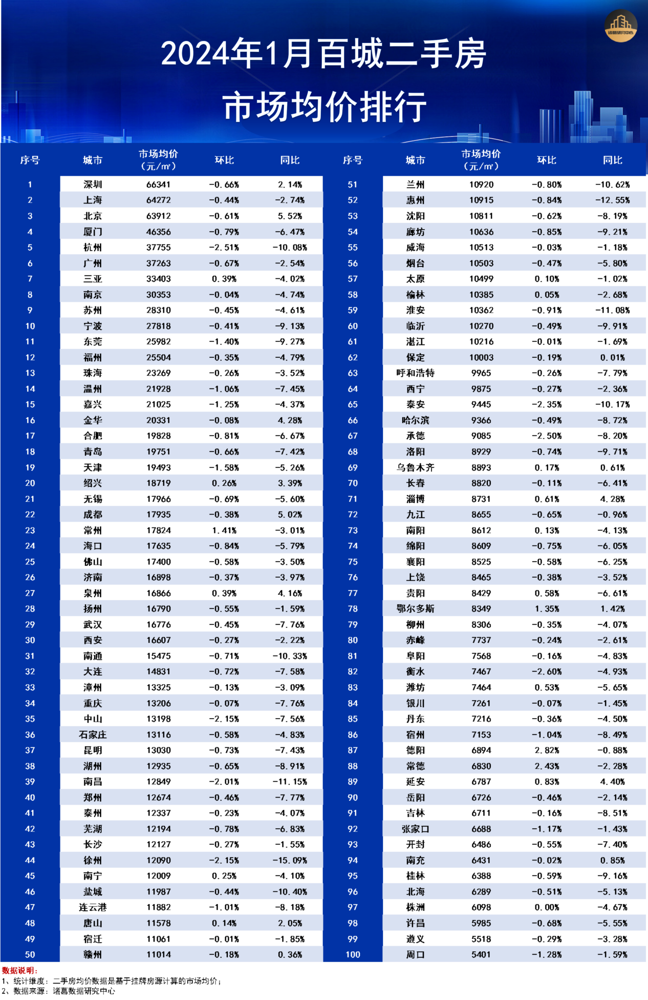 诸葛研究中心
2024年1月百城二手房
市场均价排行
序号 城市 市场均价（元/㎡） 环比 同比 序号 城市 市场均价（元/㎡） 环比 同比
1 深圳 66341 -0.66% 2.14% 51 兰州 10920 -0.80% -10.62%
2 上海 64272 -0.44% -2.74% 52 惠州 10915 -0.84% -12.55%
3 北京 63912 -0.61% 5.52% 53 沈阳 10811 -0.62% -8.19%
4 厦门 46356 -0.79% -6.47% 54 廊坊 10636 -0.85% -9.21%
5 杭州 37755 -2.51% -10.08% 55 威海 10513 -0.03% -1.18%
6 广州 37263 -0.67% -2.54% 56 烟台 10503 -0.47% -5.80%
7 三亚 33403 0.39% -4.02% 57 太原 10499 0.10% -1.02%
8 南京 30353 -0.04% -4.74% 58 榆林 10385 0.05% -2.68%
9 苏州 28310 -0.45% -4.61% 59 淮安 10362 -0.91% -11.08%
10 宁波 27818 -0.41% -9.13% 60 临沂 10270 -0.49% -9.91%
11 东莞 25982 -1.40% -9.27% 61 湛江 10216 -0.01% -1.69%
12 福州 25504 -0.35% -4.79% 62 保定 10003 -0.19% 0.01%
13 珠海 23269 -0.26% -3.52% 63 呼和浩特 9965 -0.26% -7.79%
14 温州 21928 -1.06% -7.45% 64 西宁 9875 -0.27% -2.36%
15 嘉兴 21025 -1.25% -4.37% 65 泰安 9445 -2.35% -10.17%
16 金华 20331 -0.08% 4.28% 66 哈尔滨 9366 -0.49% -8.72%
17 合肥 19828 -0.81% -6.67% 67 承德 9085 -2.50% -8.20%
18 青岛 19751 -0.66% -7.42% 68 洛阳 8929 -0.74% -9.71%
19 天津 19493 -1.58% -5.26% 69 乌鲁木齐 8893 0.17% 0.61%
20 绍兴 18719 0.26% 3.39% 70 长春 8820 -0.11% -6.41%
21 无锡 17966 -0.69% -5.60% 71 淄博 8731 0.61% 4.28%
22 成都 17935 -0.38% 5.02% 72 九江 8655 -0.65% -0.96%
23 常州 17824 1.41% -3.01% 73 南阳 8612 0.13% -4.13%
24 海口 17635 -0.84% -5.79% 74 绵阳 8609 -0.75% -6.05%
25 佛山 17400 -0.58% -3.50% 75 襄阳 8525 -0.58% -6.25%
26 济南 16898 -0.37% -3.97% 76 上饶 8465 -0.38% -3.52%
27 泉州 16866 0.39% 4.16% 77 贵阳 8429 0.58% -6.61%
28 扬州 16790 -0.55% -1.59% 78 鄂尔多斯 8349 1.35% 1.42%
29 武汉 16776 -0.45% -7.76% 79 柳州 8306 -0.35% -4.07%
30 西安 16607 -0.27% -2.22% 80 赤峰 7737 -0.24% -2.61%
31 南通 15475 -0.71% -10.33% 81 阜阳 7568 -0.16% -4.83%
32 大连 14831 -0.72% -7.58% 82 衡水 7467 -2.60% -4.93%
33 漳州 13325 -0.13% -3.09% 83 潍坊 7464 0.53% -5.65%
34 重庆 13206 -0.07% -7.76% 84 银川 7261 -0.07% -1.45%
35 中山 13198 -2.15% -7.56% 85 丹东 7216 -0.36% -4.50%
36 石家庄 13116 -0.58% -4.83% 86 宿州 7153 -1.04% -8.49%
37 昆明 13030 -0.73% -7.43% 87 德阳 6894 2.82% -0.88%
38 湖州 12935 -0.65% -8.91% 88 常德 6830 2.43% -2.28%
39 南昌 12849 -2.01% -11.15% 89 延安 6787 0.83% 4.40%
40 郑州 12674 -0.46% -7.77% 90 岳阳 6726 -0.46% -2.14%
41 泰州 12337 -0.23% -4.07% 91 吉林 6711 -0.16% -8.51%
42 芜湖 12194 -0.78% -6.83% 92 张家口 6688 -1.17% -1.43%
43 长沙 12127 -0.27% -1.55% 93 开封 6486 -0.55% -7.40%
44 徐州 12090 -2.15% -15.09% 94 南充 6431 -0.02% 0.85%
45 南宁 12009 0.25% -4.10% 95 桂林 6388 -0.59% -9.16%
46 盐城 11987 -0.44% -10.40% 96 北海 6289 -0.51% -5.13%
47 连云港 11882 -1.01% -8.18% 97 株洲 6098 0.00% -4.67%
48 唐山 11578 0.14% 2.05% 98 许昌 5985 -0.68% -5.55%
49 宿迁 11061 -0.01% -1.85% 99 遵义 5518 -0.29% -3.28%
50 赣州 11014 -0.18% 0.36% 100 周口 5401 -1.28% -1.59%
数据说明：
1、统计维度：二手房均价数据是基于挂牌房源计算的市场均价；
2、数据来源：诸葛数据研究中心